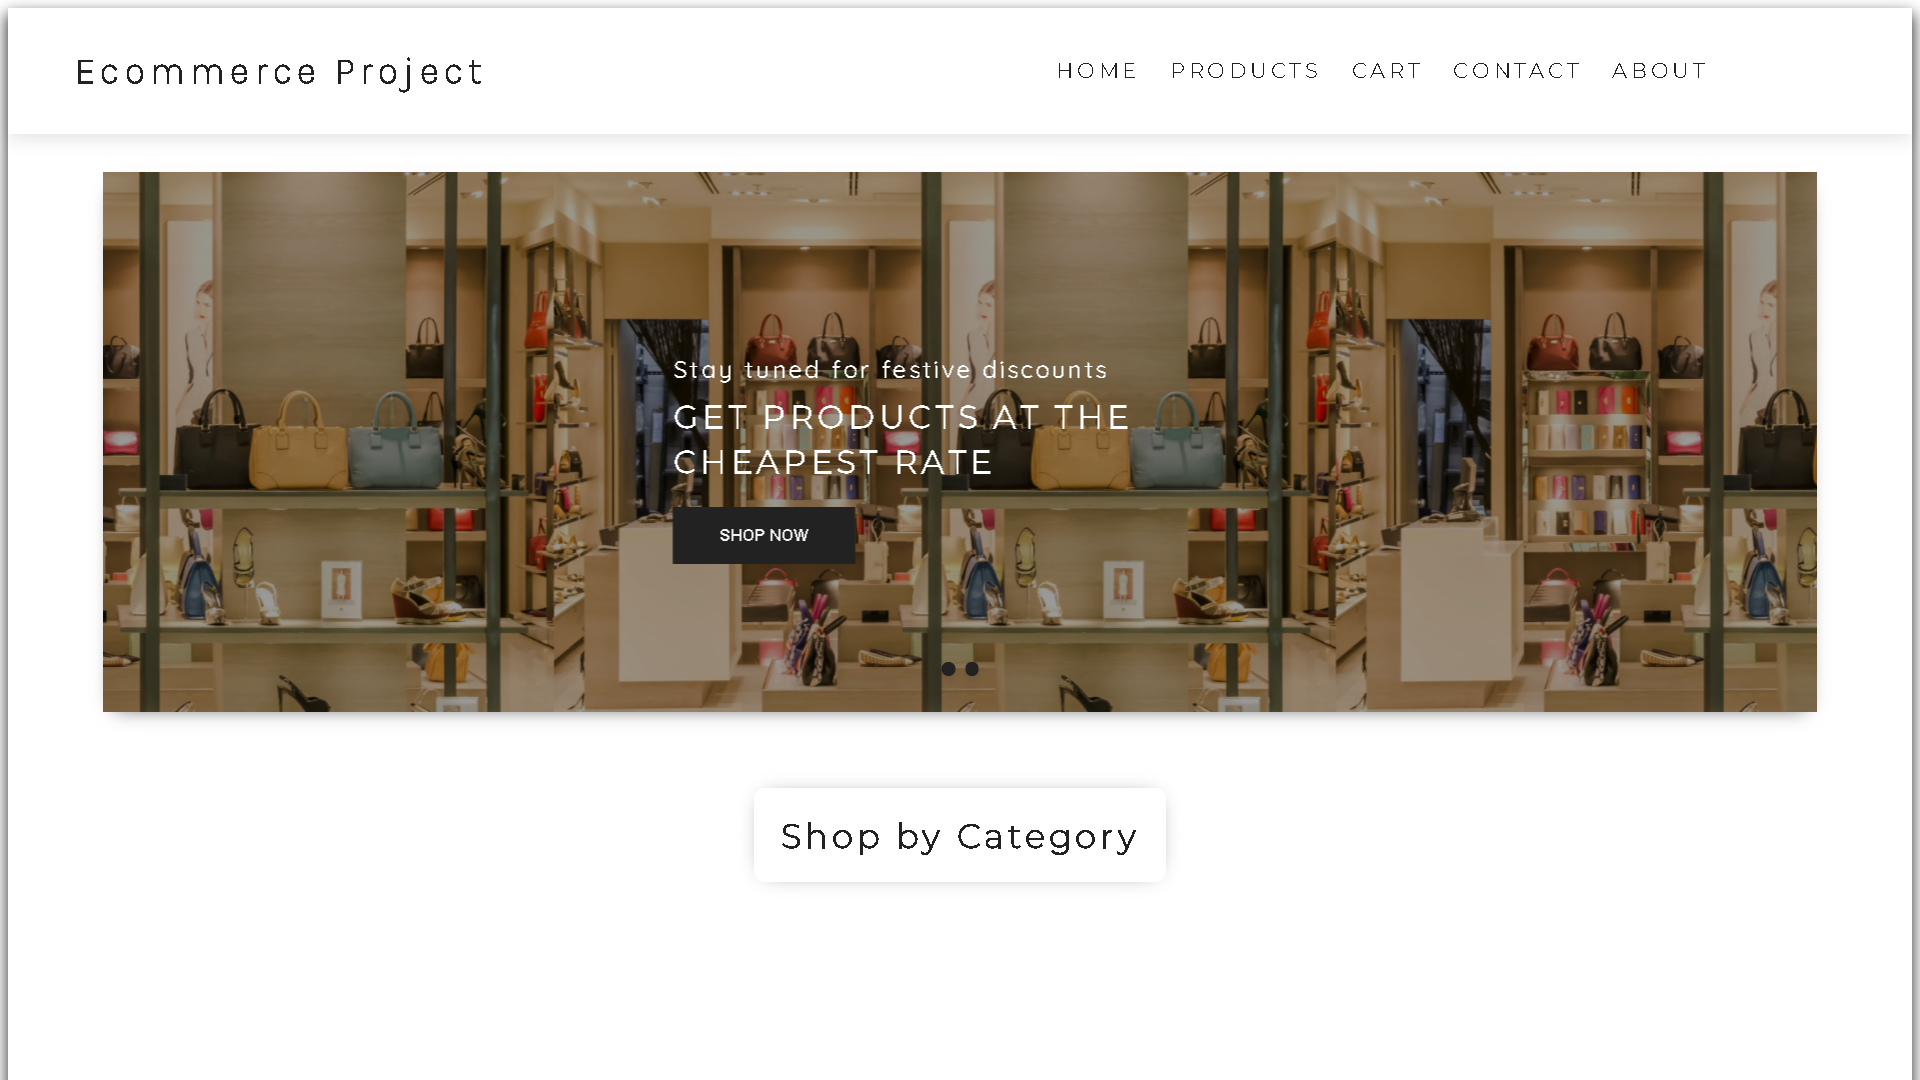 Ecommerce Project
HOME PRODUCTS CART CONTACT ABOUT
Stay tuned for festive discounts
GET PRODUCTS AT THE
CHEAPEST RATE
SHOP NOW
Shop by Category